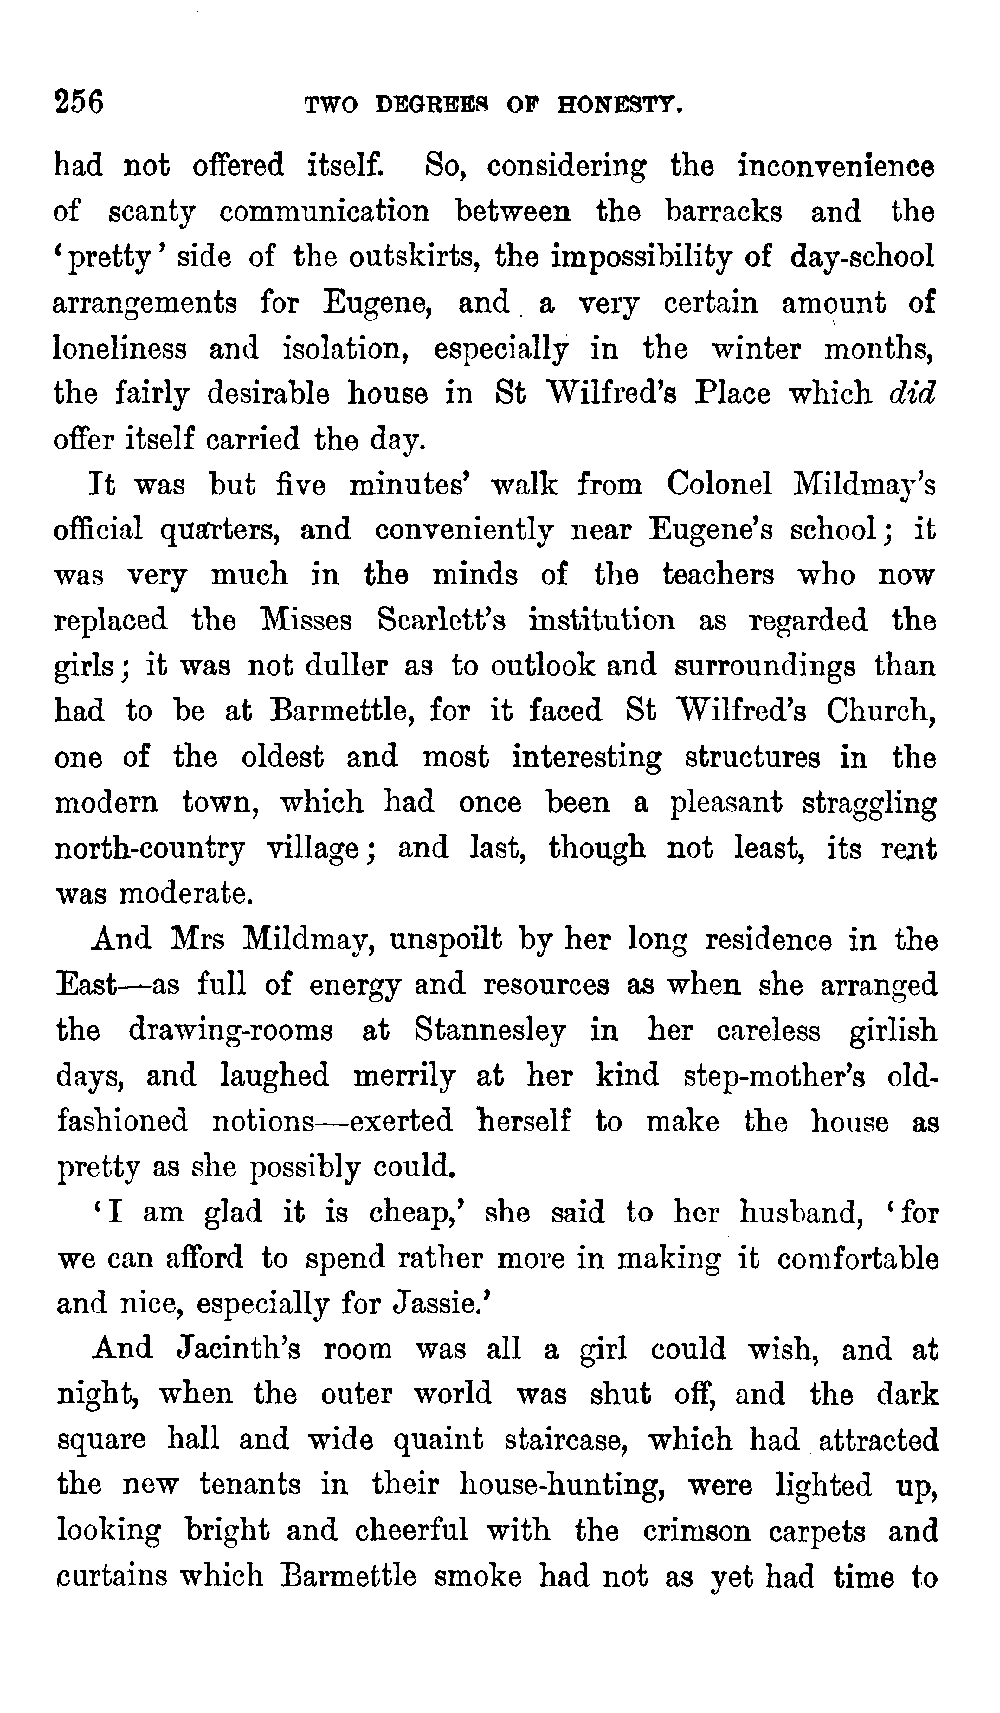 256 TWO DEGREES OF HONESTY.
had not offered itself. So, considering the inconvenience
of scanty communication between the barracks and the
‘pretty’ side of the outskirts, the impossibility of day-school
arrangements for Eugene, and a very certain amount of
loneliness and isolation, especially in the winter months,
the fairly desirable house in St Wilfred’s Place which did
offer itself carried the day.
It was but five minutes’ walk from Colonel Mildmay’s
official quarters, and conveniently near Eugene’s school; it
was very much in the minds of the teachers who now
replaced the Misses Scarlett’s institution as regarded the
girls; it was not duller as to outlook and surroundings than
had to be at Barmettle, for it faced St Wilfred’s Church,
one of the oldest and most interesting structures in the
modern town, which had once been a pleasant straggling
north-country village; and last, though not least, its rent
was moderate.
And Mrs Mildmay, unspoilt by her long residence in the
East—as full of energy and resources as when she arranged
the drawing-rooms at Stannesley in her careless girlish
days, and laughed merrily at her kind step-mother’s old-
fashioned notions—exerted herself to make the house as
pretty as she possibly could.
‘I am glad it is cheap,’ she said to her husband, ‘for
we can afford to spend rather more in making it comfortable
and nice, especially for Jassie.’
And Jacinth’s room was all a girl could wish, and at
night, when the outer world was shut off, and the dark
square hall and wide quaint staircase, which had attracted
the new tenants in their house-hunting, were lighted up,
looking bright and cheerful with the crimson carpets and
curtains which Barmettle smoke had not as yet had time to